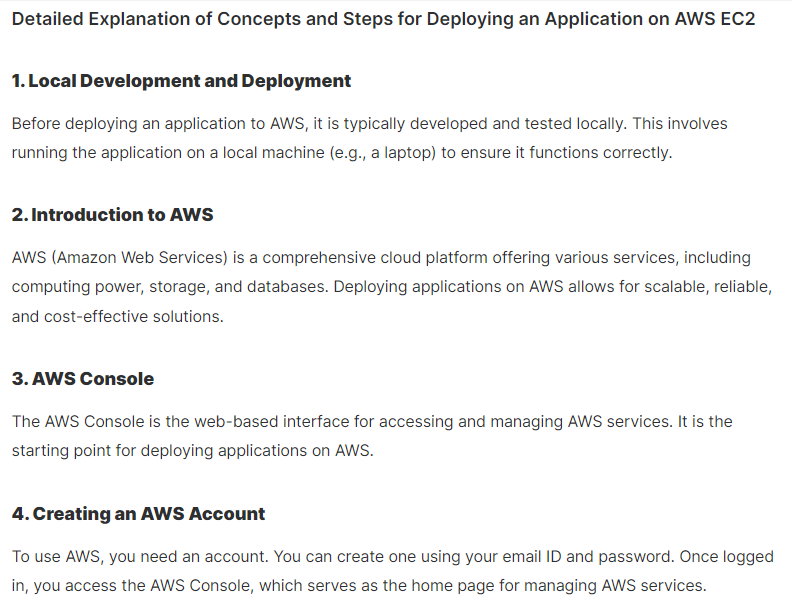 Detailed Explanation of Concepts and Steps for Deploying an Application on AWS EC2
1. Local Development and Deployment
Before deploying an application to AWS, it is typically developed and tested locally. This involves
running the application on a local machine (e.g., a laptop) to ensure it functions correctly.
2. Introduction to AWS
AWS (Amazon Web Services) is a comprehensive cloud platform offering various services, including
computing power, storage, and databases. Deploying applications on AWS allows for scalable, reliable,
and cost-effective solutions.
3. AWS Console
The AWS Console is the web-based interface for accessing and managing AWS services. It is the
starting point for deploying applications on AWS.
4. Creating an AWS Account
To use AWS, you need an account. You can create one using your email ID and password. Once logged
in, you access the AWS Console, which serves as the home page for managing AWS services.